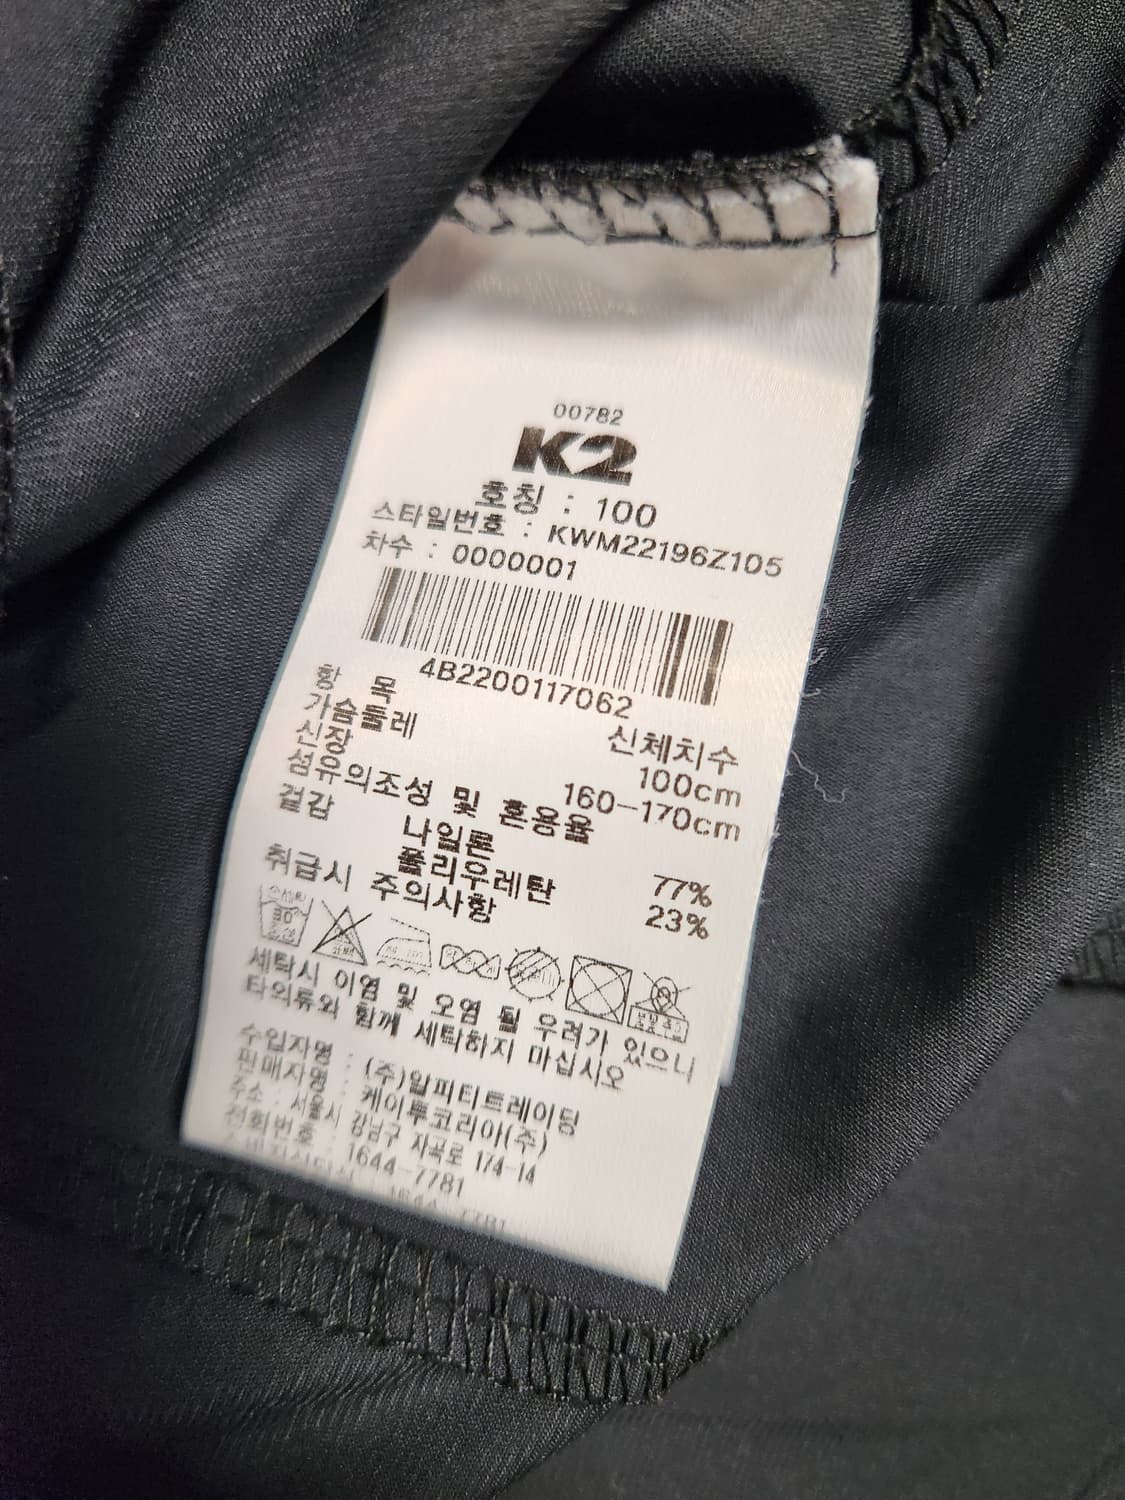 00782
K2
호칭 : 100
스타일번호 : KWM22196Z105
차수 : 0000001
4B2200117062
항 목 신체치수
가슴둘레 100cm
신장 160-170cm
섬유의조성 및 혼용율
겉감
나일론 77%
폴리우레탄 23%
취급시 주의사항
30
세탁시 이염 및 오염 될 우려가 있으니
타의류와 함께 세탁하지 마십시오
수입자명 : (주)알피티트레이딩
판매자명 : 케이투코리아(주)
주소 : 서울시 강남구 자곡로 174-14
전화번호 : 1644-7781
: 1644-7781